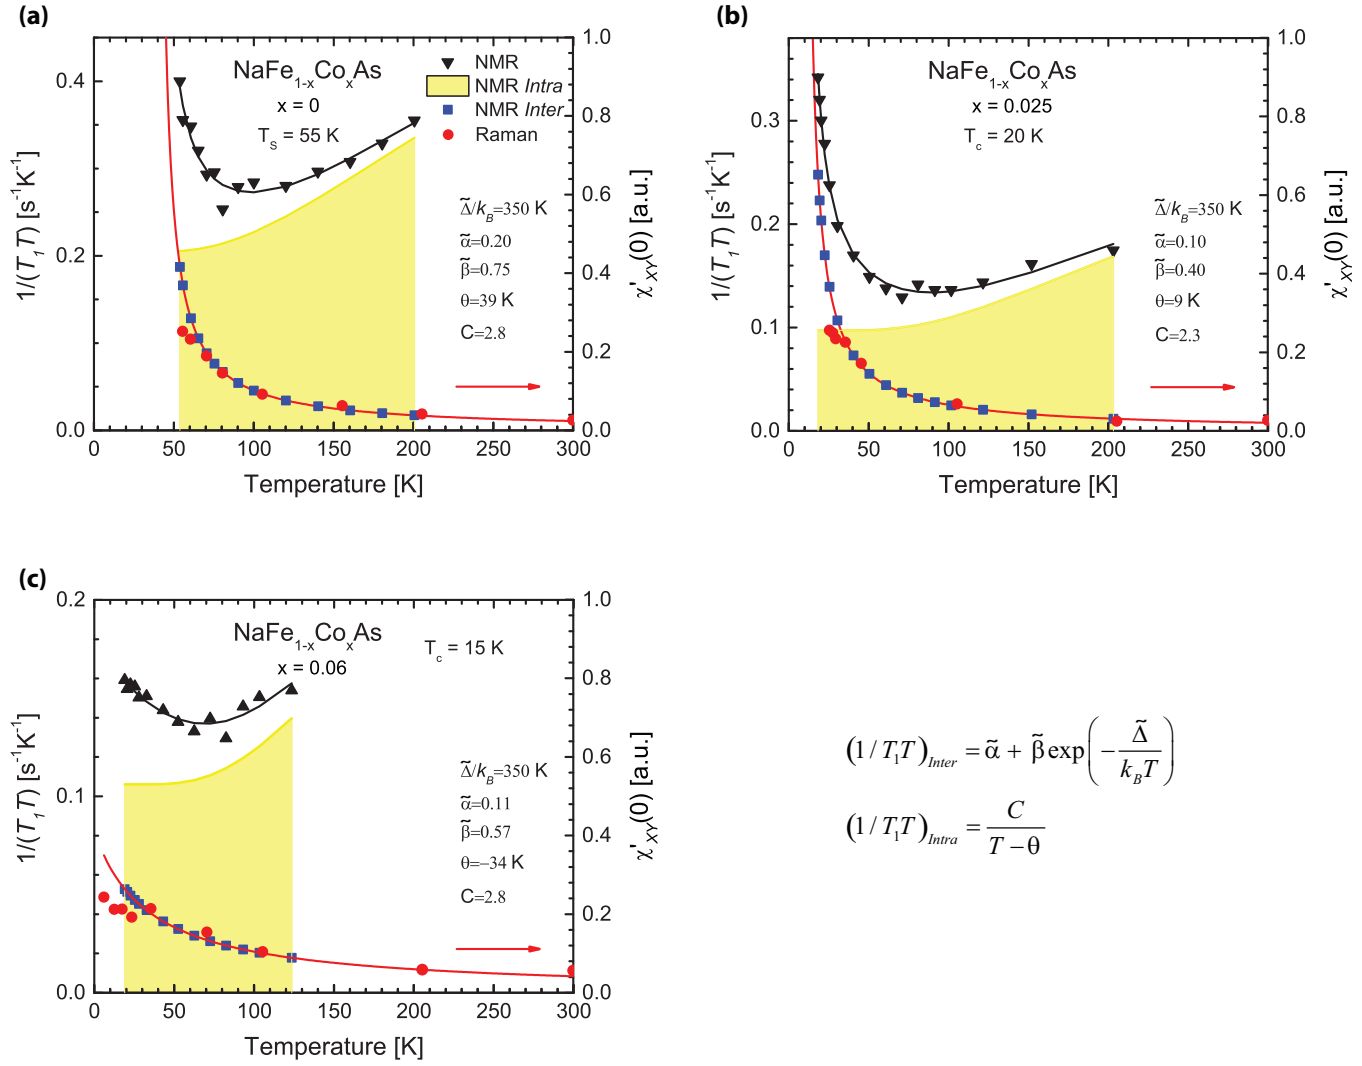 (a)
NaFe1-xCoxAs
x = 0
TS = 55 K
NMR
NMR Intra
NMR Inter
Raman
Δ̃/kB=350 K
α̃=0.20
β̃=0.75
θ=39 K
C=2.8
1/(T1T) [s-1K-1]
0.4
0.2
0.0
χ'XY(0) [a.u.]
1.0
0.8
0.6
0.4
0.2
0.0
0 50 100 150 200 250 300
Temperature [K]
(b)
NaFe1-xCoxAs
x = 0.025
Tc = 20 K
Δ̃/kB=350 K
α̃=0.10
β̃=0.40
θ=9 K
C=2.3
1/(T1T) [s-1K-1]
0.3
0.2
0.1
0.0
χ'XY(0) [a.u.]
1.0
0.8
0.6
0.4
0.2
0.0
0 50 100 150 200 250 300
Temperature [K]
(c)
NaFe1-xCoxAs
x = 0.06
Tc = 15 K
Δ̃/kB=350 K
α̃=0.11
β̃=0.57
θ=−34 K
C=2.8
1/(T1T) [s-1K-1]
0.2
0.1
0.0
χ'XY(0) [a.u.]
1.0
0.8
0.6
0.4
0.2
0.0
0 50 100 150 200 250 300
Temperature [K]
(1/T1T)Inter = α̃ + β̃ exp(−Δ̃/kBT)
(1/T1T)Intra = C/T−θ